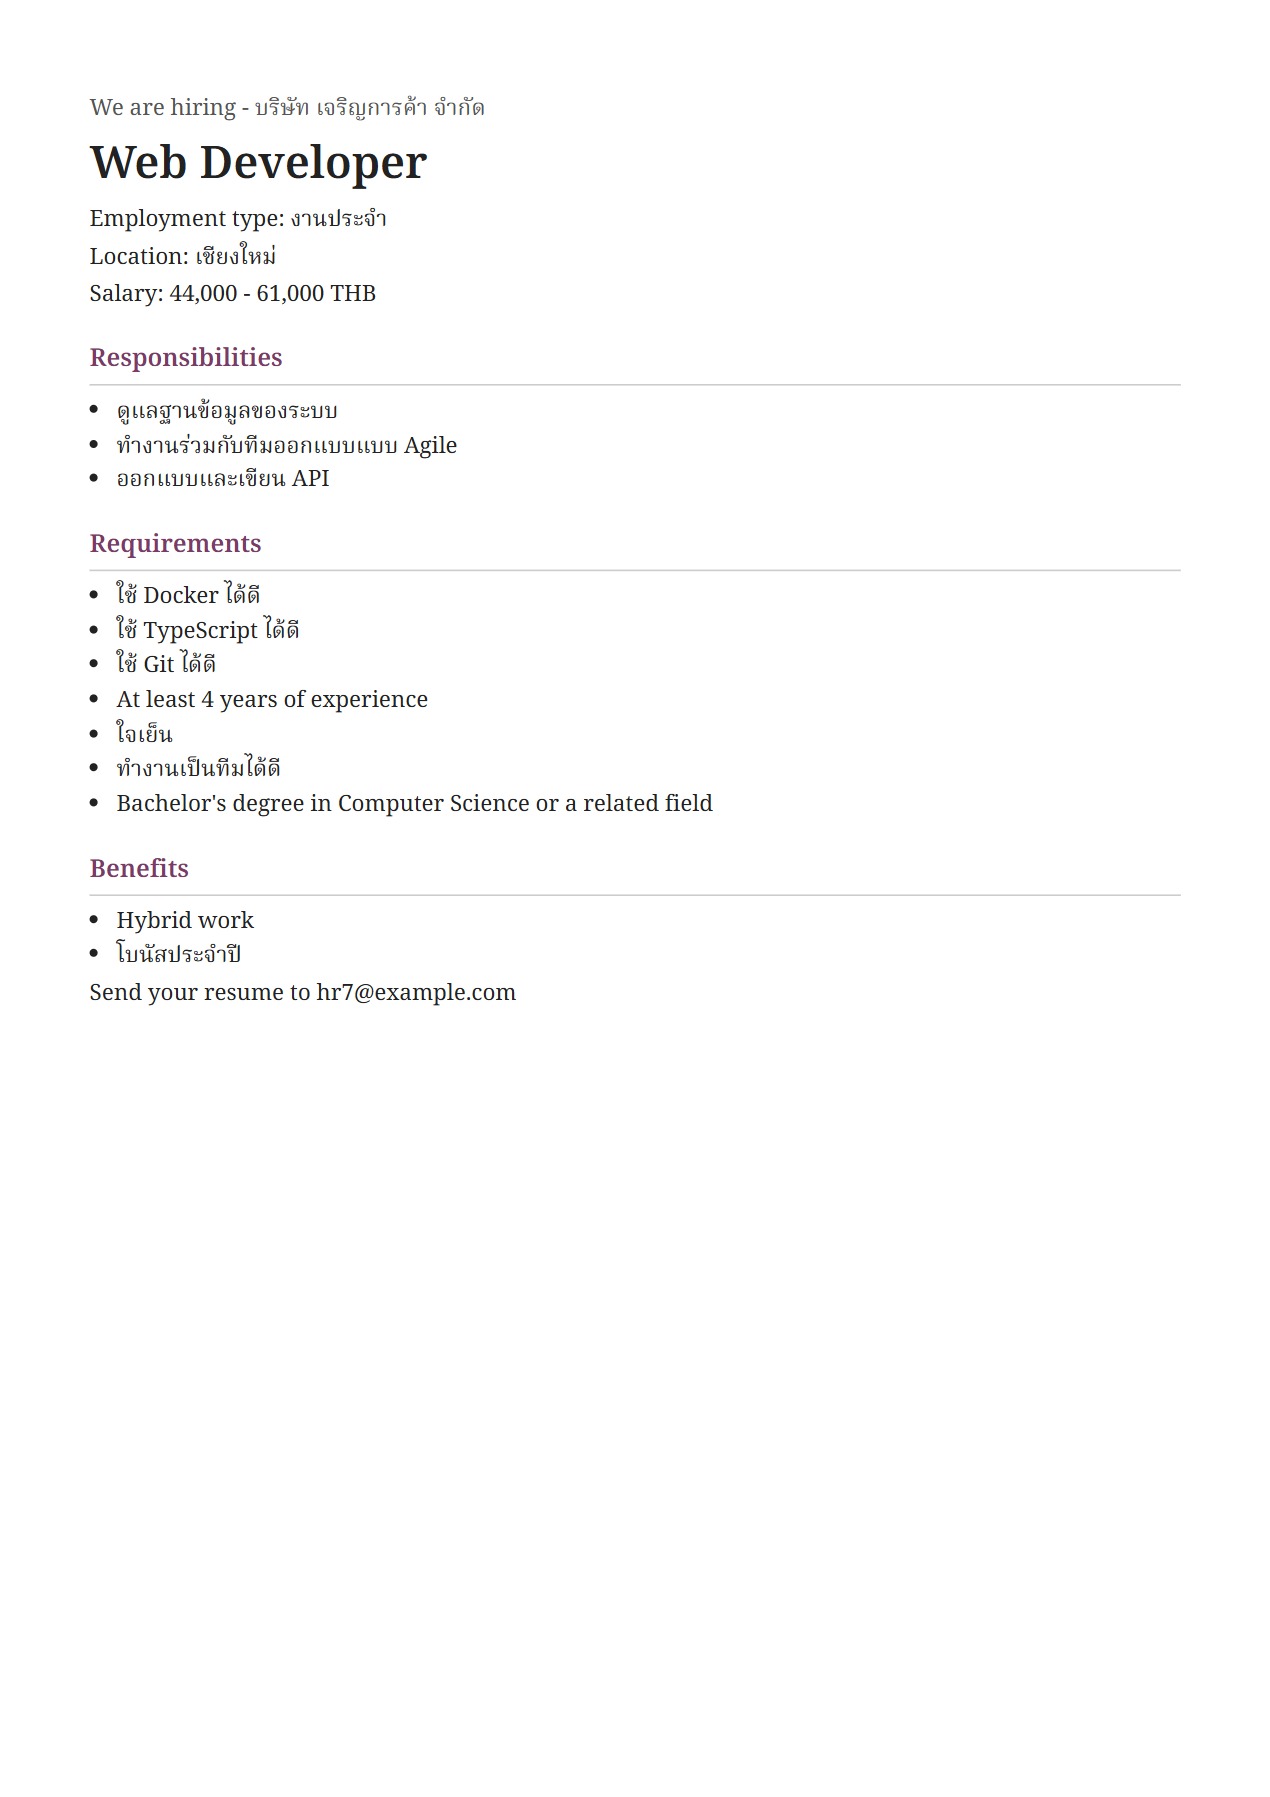 We are hiring - บริษัท เจริญการค้า จำกัด
Web Developer
Employment type: งานประจำ
Location: เชียงใหม่
Salary: 44,000 - 61,000 THB
Responsibilities
• ดูแลฐานข้อมูลของระบบ
• ทำงานร่วมกับทีมออกแบบแบบ Agile
• ออกแบบและเขียน API
Requirements
• ใช้ Docker ได้ดี
• ใช้ TypeScript ได้ดี
• ใช้ Git ได้ดี
• At least 4 years of experience
• ใจเย็น
• ทำงานเป็นทีมได้ดี
• Bachelor's degree in Computer Science or a related field
Benefits
• Hybrid work
• โบนัสประจำปี
Send your resume to hr7@example.com